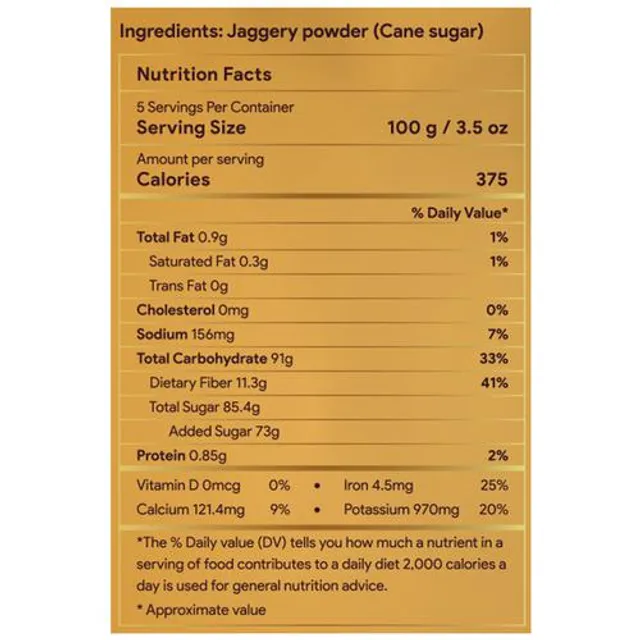 Ingredients: Jaggery powder (Cane sugar)
Nutrition Facts
5 Servings Per Container
Serving Size 100 g / 3.5 oz
Amount per serving
Calories 375
% Daily Value*
Total Fat 0.9g 1%
Saturated Fat 0.3g 1%
Trans Fat 0g
Cholesterol 0mg 0%
Sodium 156mg 7%
Total Carbohydrate 91g 33%
Dietary Fiber 11.3g 41%
Total Sugar 85.4g
Added Sugar 73g
Protein 0.85g 2%
Vitamin D 0mcg 0% • Iron 4.5mg 25%
Calcium 121.4mg 9% • Potassium 970mg 20%
*The % Daily value (DV) tells you how much a nutrient in a
serving of food contributes to a daily diet 2,000 calories a
day is used for general nutrition advice.
* Approximate value